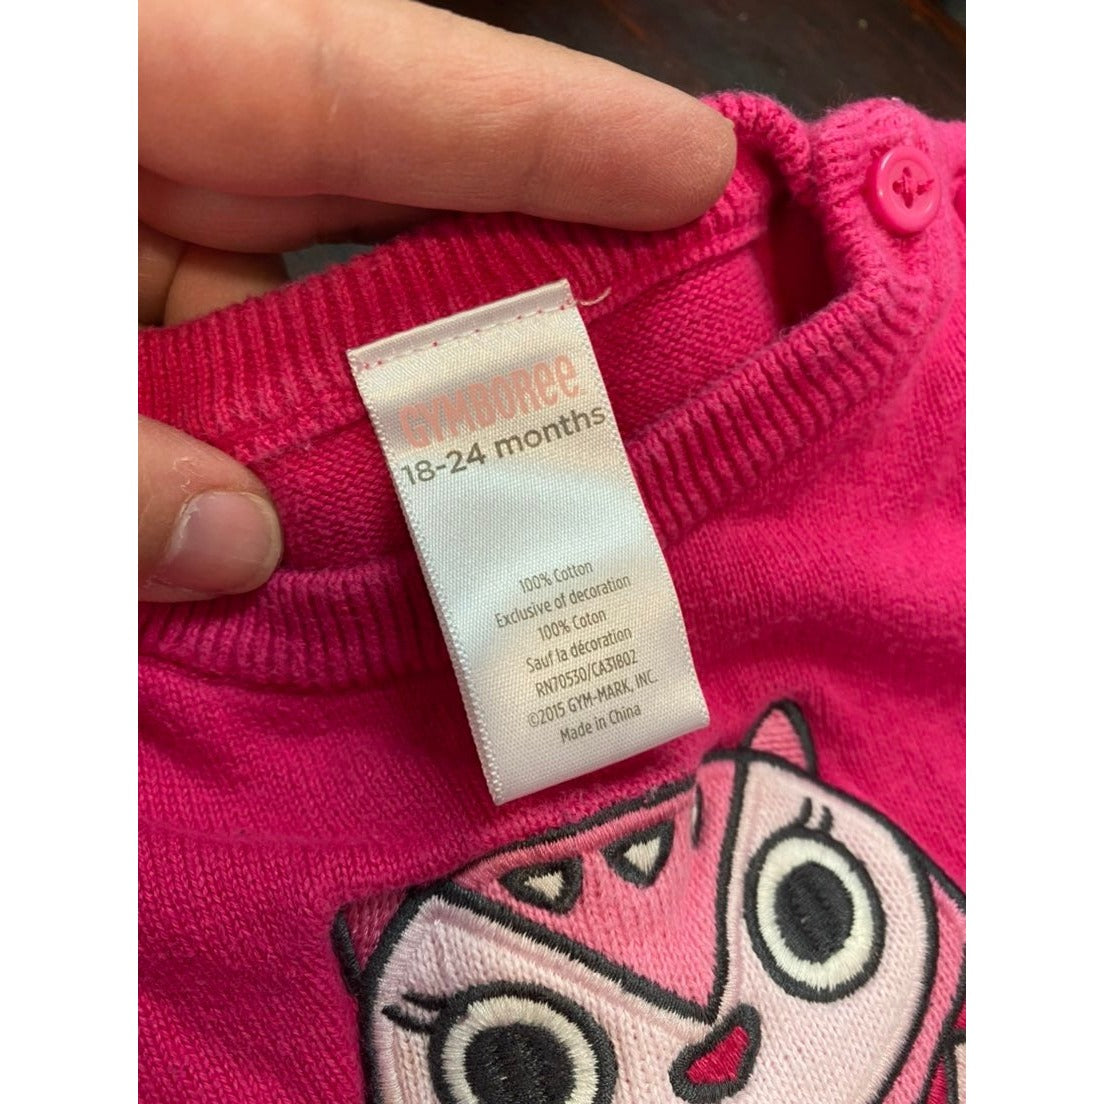 GYMBOREE
18-24 months
100% Cotton
Exclusive of decoration
100% Coton
Sauf la décoration
RN70530/CA31802
©2015 GYM-MARK, INC.
Made in China